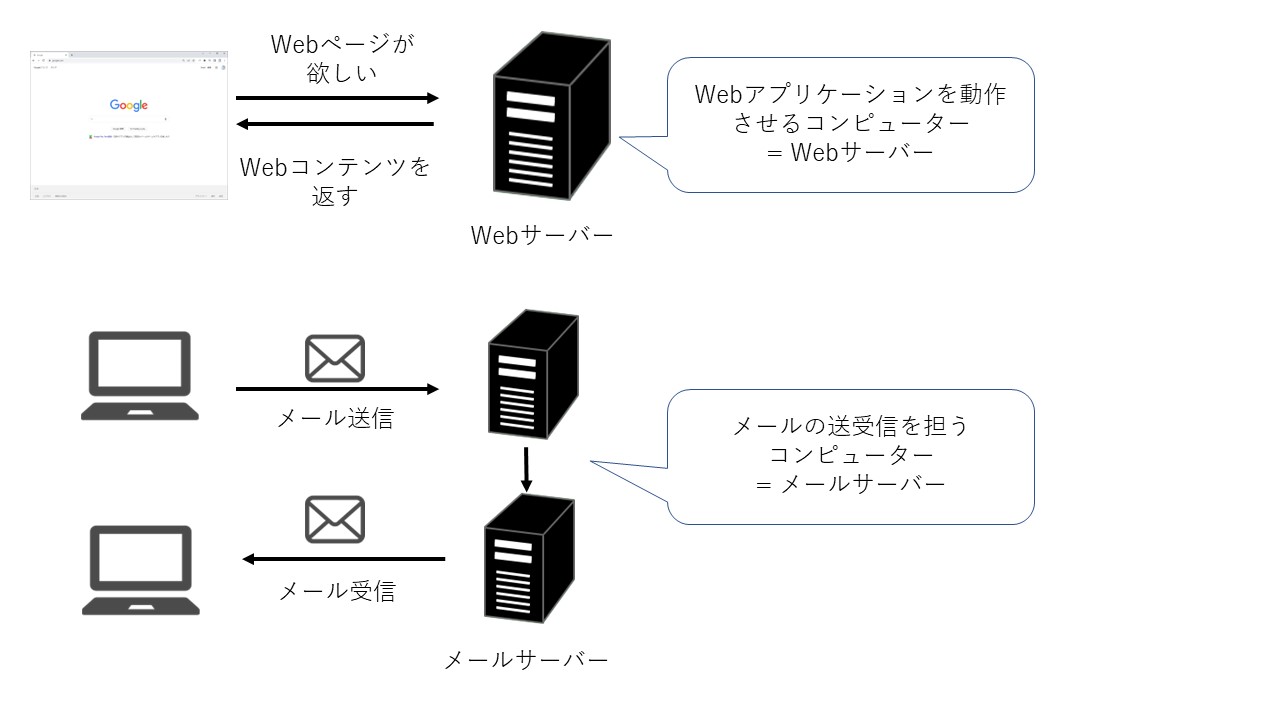 Webページが
欲しい
Google
Webコンテンツを
返す
Webサーバー
Webアプリケーションを動作
させるコンピューター
= Webサーバー
メール送信
メールの送受信を担う
コンピューター
= メールサーバー
メール受信
メールサーバー